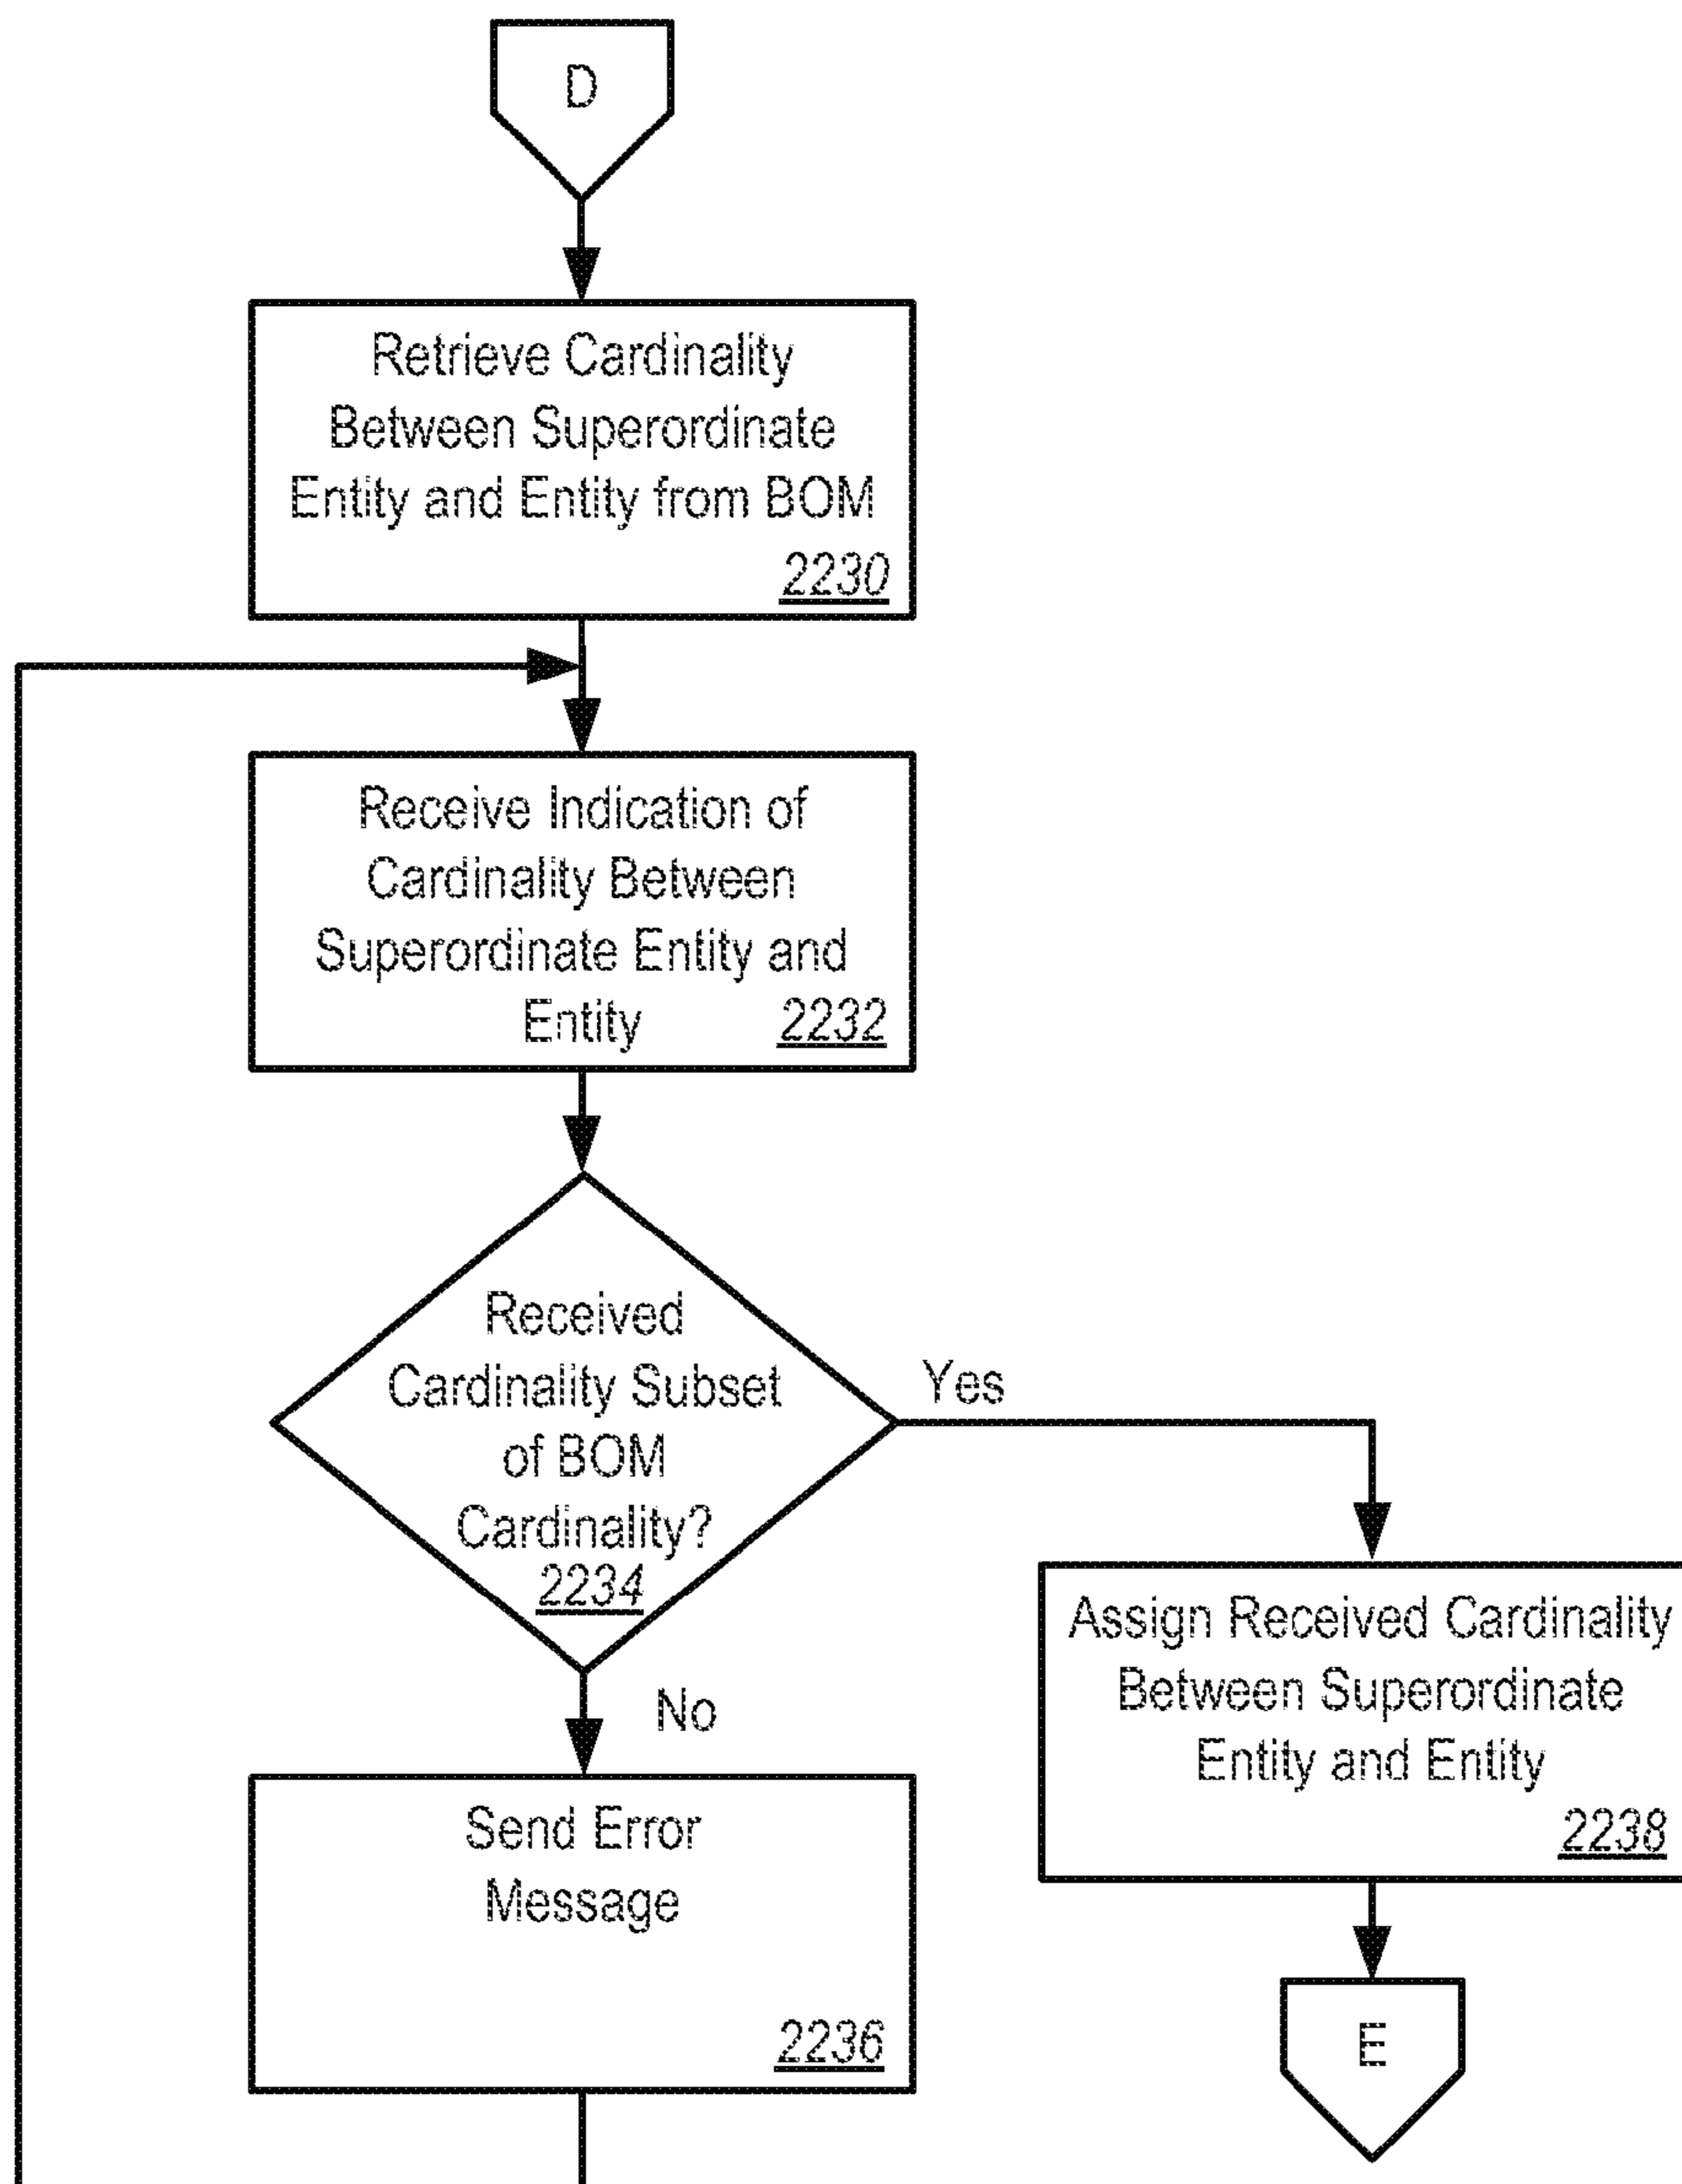 D
Retrieve Cardinality
Between Superordinate
Entity and Entity from BOM
2230
Receive Indication of
Cardinality Between
Superordinate Entity and
Entity 2232
Received
Cardinality Subset
of BOM
Cardinality?
2234
Yes
No
Assign Received Cardinality
Between Superordinate
Entity and Entity
2238
Send Error
Message
2236
E